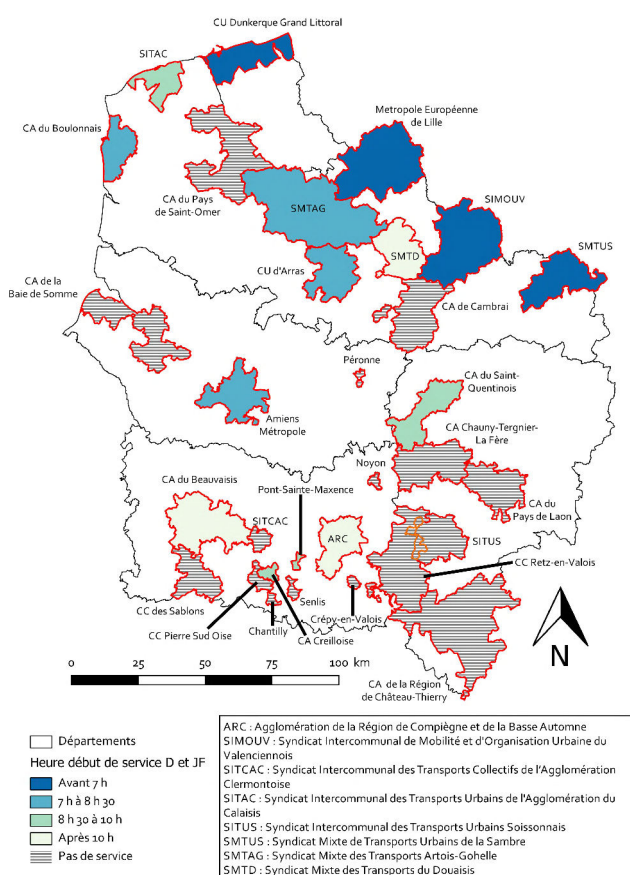 CU Dunkerque Grand Littoral
SITAC
Metropole Européenne
de Lille
CA du Boulonnais
CA du Pays
de Saint-Omer
SMTAG
SIMOUV
SMTD
SMTUS
CU d'Arras
CA de la
Baie de Somme
CA de Cambrai
Péronne
CA du Saint-
Quentinois
Amiens
Métropole
CA Chauny-Tergnier-
La Fère
Noyon
CA du Beauvaisis
Pont-Sainte-Maxence
CA du
Pays de Laon
SITCAC
ARC
SITUS
CC Retz-en-Valois
CC des Sablons
Senlis
CC Pierre Sud Oise
Chantilly
CA Creilloise
Crépy-en-Valois
N
0 25 50 75 100 km
CA de la Région
de Château-Thierry
Départements
Heure début de service D et JF
Avant 7 h
7 h à 8 h 30
8 h 30 à 10 h
Après 10 h
Pas de service
ARC : Agglomération de la Région de Compiègne et de la Basse Automne
SIMOUV : Syndicat Intercommunal de Mobilité et d'Organisation Urbaine du
Valenciennois
SITCAC : Syndicat Intercommunal des Transports Collectifs de l'Agglomération
Clermontoise
SITAC : Syndicat Intercommunal des Transports Urbains de l'Agglomération du
Calaisis
SITUS : Syndicat Intercommunal des Transports Urbains Soissonnais
SMTUS : Syndicat Mixte de Transports Urbains de la Sambre
SMTAG : Syndicat Mixte des Transports Artois-Gohelle
SMTD : Syndicat Mixte des Transports du Douaisis